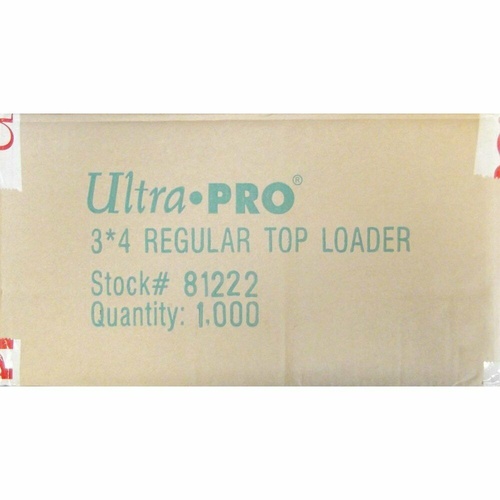 Ultra•PRO®
3*4 REGULAR TOP LOADER
Stock# 81222
Quantity: 1,000